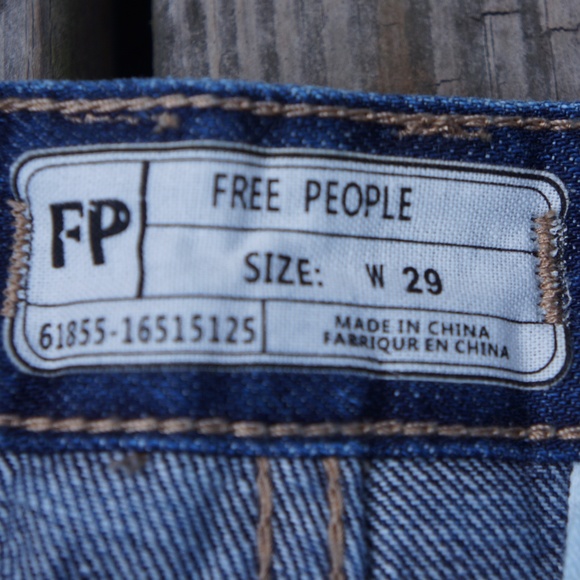 FP
FREE PEOPLE
SIZE: W 29
61855-16515125
MADE IN CHINA
FABRIQUR EN CHINA